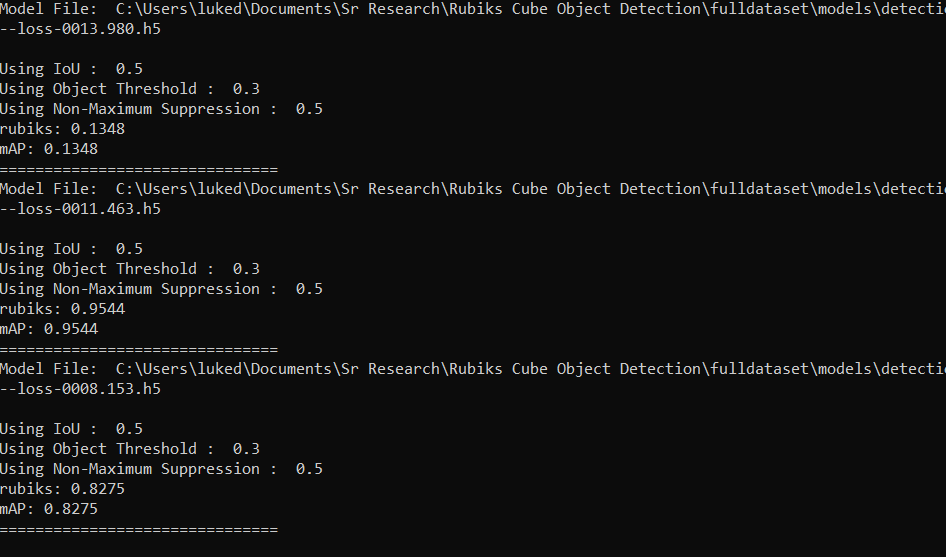 Model File:  C:\Users\luked\Documents\Sr Research\Rubiks Cube Object Detection\fulldataset\models\detectio
--loss-0013.980.h5
Using IoU :  0.5
Using Object Threshold :  0.3
Using Non-Maximum Suppression :  0.5
rubiks: 0.1348
mAP: 0.1348
===============================
Model File:  C:\Users\luked\Documents\Sr Research\Rubiks Cube Object Detection\fulldataset\models\detectio
--loss-0011.463.h5
Using IoU :  0.5
Using Object Threshold :  0.3
Using Non-Maximum Suppression :  0.5
rubiks: 0.9544
mAP: 0.9544
===============================
Model File:  C:\Users\luked\Documents\Sr Research\Rubiks Cube Object Detection\fulldataset\models\detectio
--loss-0008.153.h5
Using IoU :  0.5
Using Object Threshold :  0.3
Using Non-Maximum Suppression :  0.5
rubiks: 0.8275
mAP: 0.8275
===============================